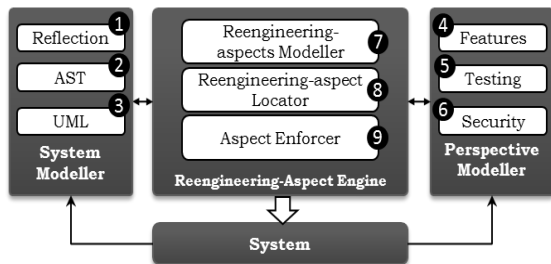 1
Reflection
2
AST
3
UML
System
Modeller
Reengineering-
aspects Modeller
7
Reengineering-aspect
Locator
8
Aspect Enforcer
9
Reengineering-Aspect Engine
4
Features
5
Testing
6
Security
Perspective
Modeller
System